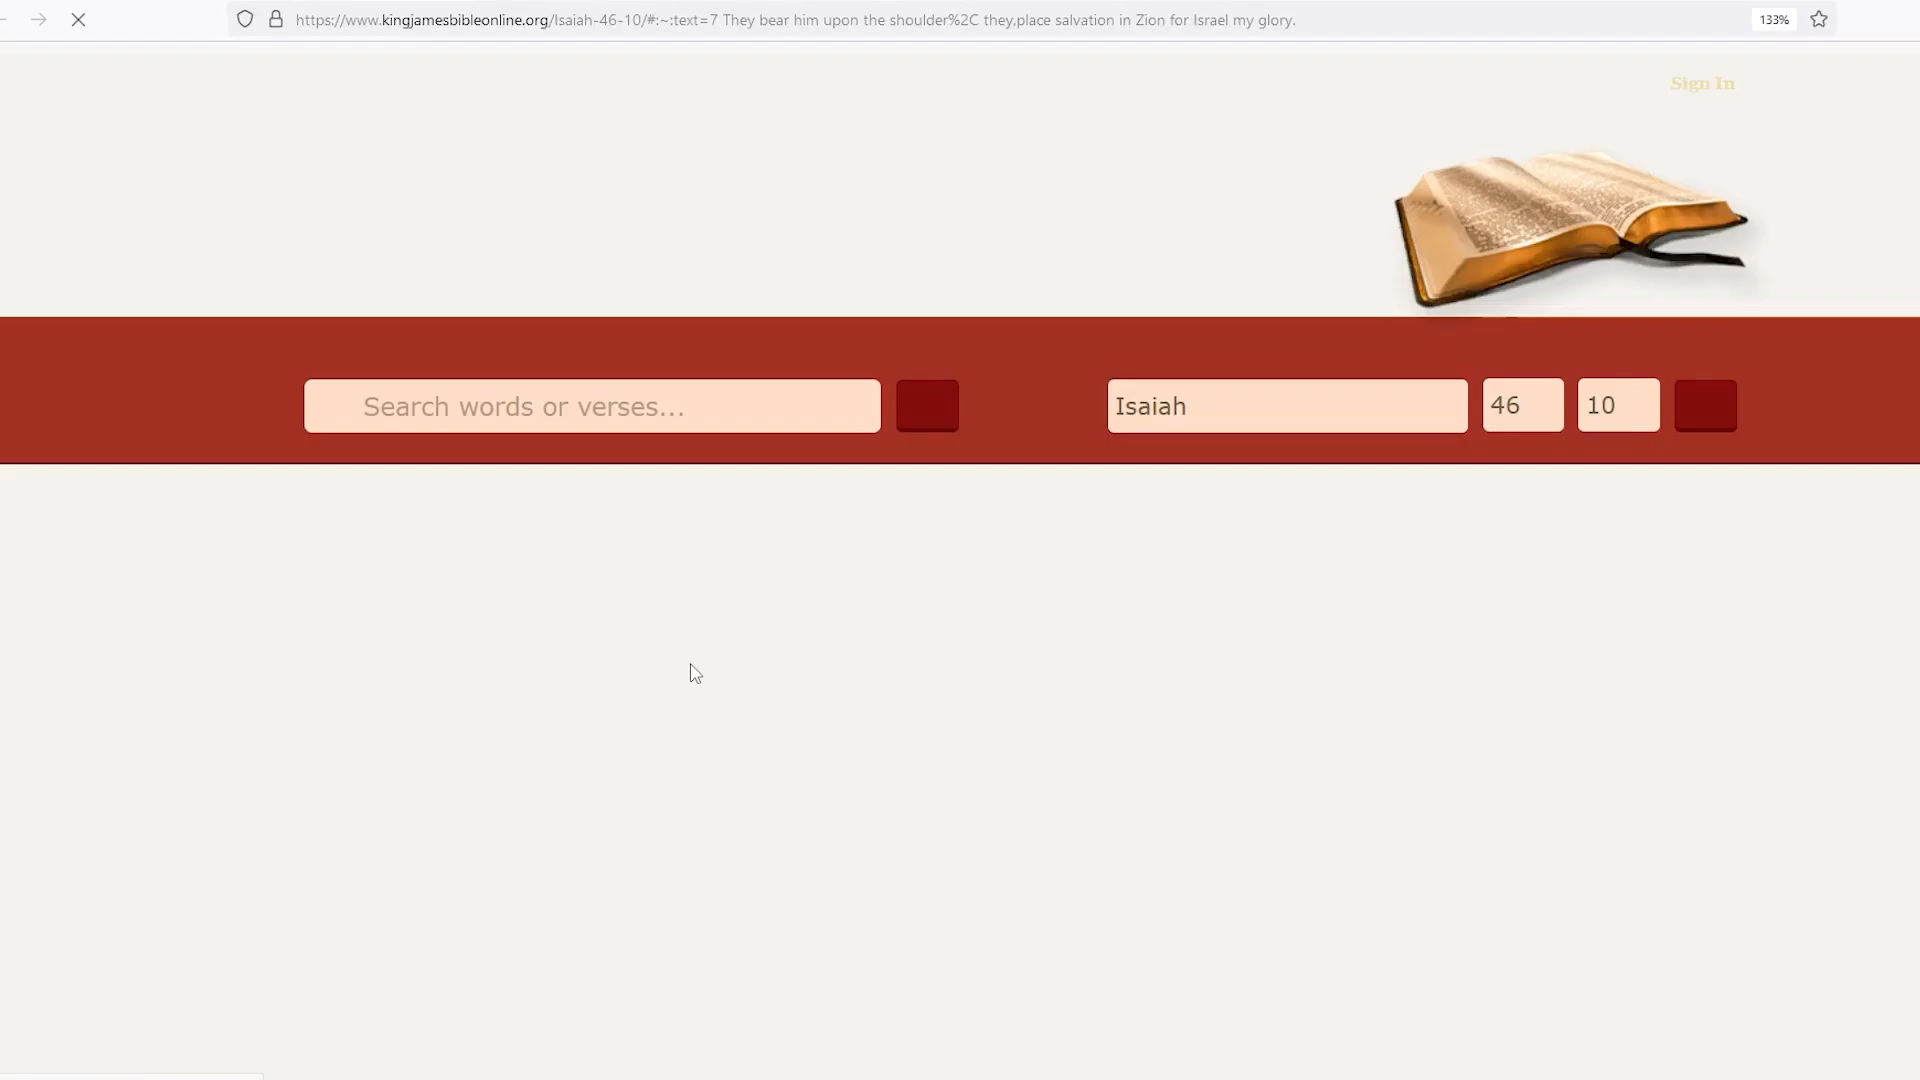 https://www.kingjamesbibleonline.org/Isaiah-46-10/#:~:text=7 They bear him upon the shoulder%2C they,place salvation in Zion for Israel my glory.
133%
Sign In
Search words or verses...
Isaiah
46
10